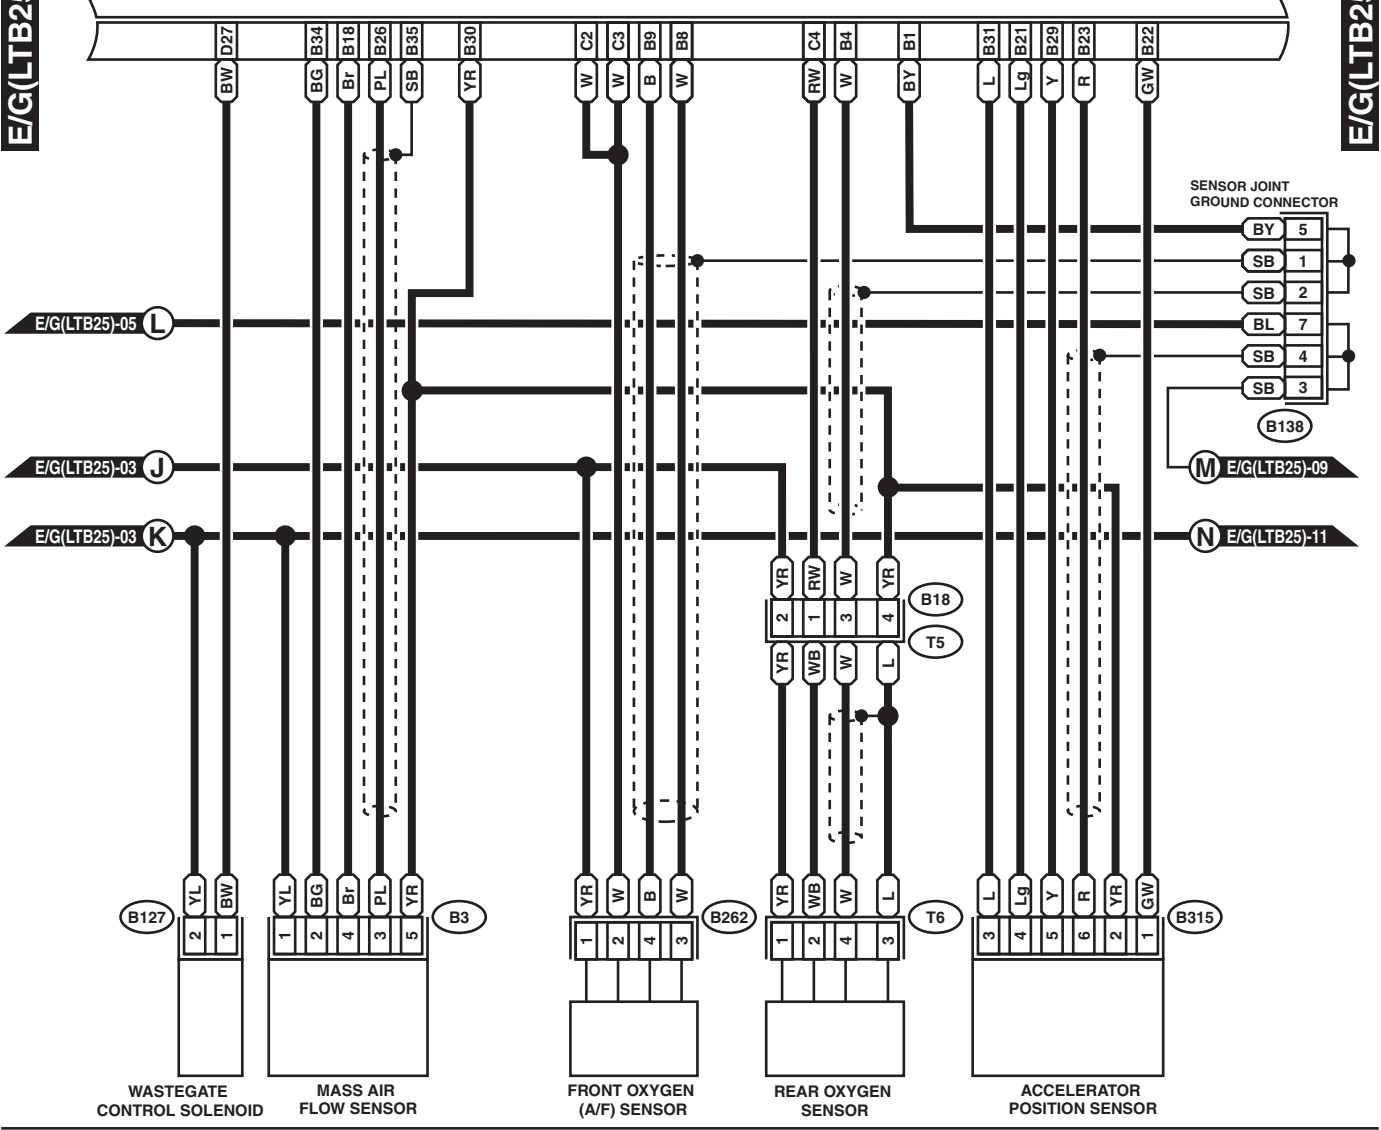 E/G(LTB25
E/G(LTB25
D27 B34 B18 B26 B35 B30 C2 C3 B9 B8 C4 B4 B1 B31 B21 B29 B23 B22
BW BG Br PL SB YR W W B W RW W BY L Lg Y R GW
SENSOR JOINT
GROUND CONNECTOR
BY 5
SB 1
SB 2
E/G(LTB25)-05 L BL 7
SB 4
SB 3
B138
E/G(LTB25)-03 J M E/G(LTB25)-09
E/G(LTB25)-03 K N E/G(LTB25)-11
YR RW W YR
B18
2 1 3 4
T5
YR WB W L
YL BW YL BG Br PL YR YR W B W YR WB W L L Lg Y R YR GW
B127 B3 B262 T6 B315
2 1 1 2 4 3 5 1 2 4 3 1 2 4 3 3 4 5 6 2 1
WASTEGATE
CONTROL SOLENOID
MASS AIR
FLOW SENSOR
FRONT OXYGEN
(A/F) SENSOR
REAR OXYGEN
SENSOR
ACCELERATOR
POSITION SENSOR